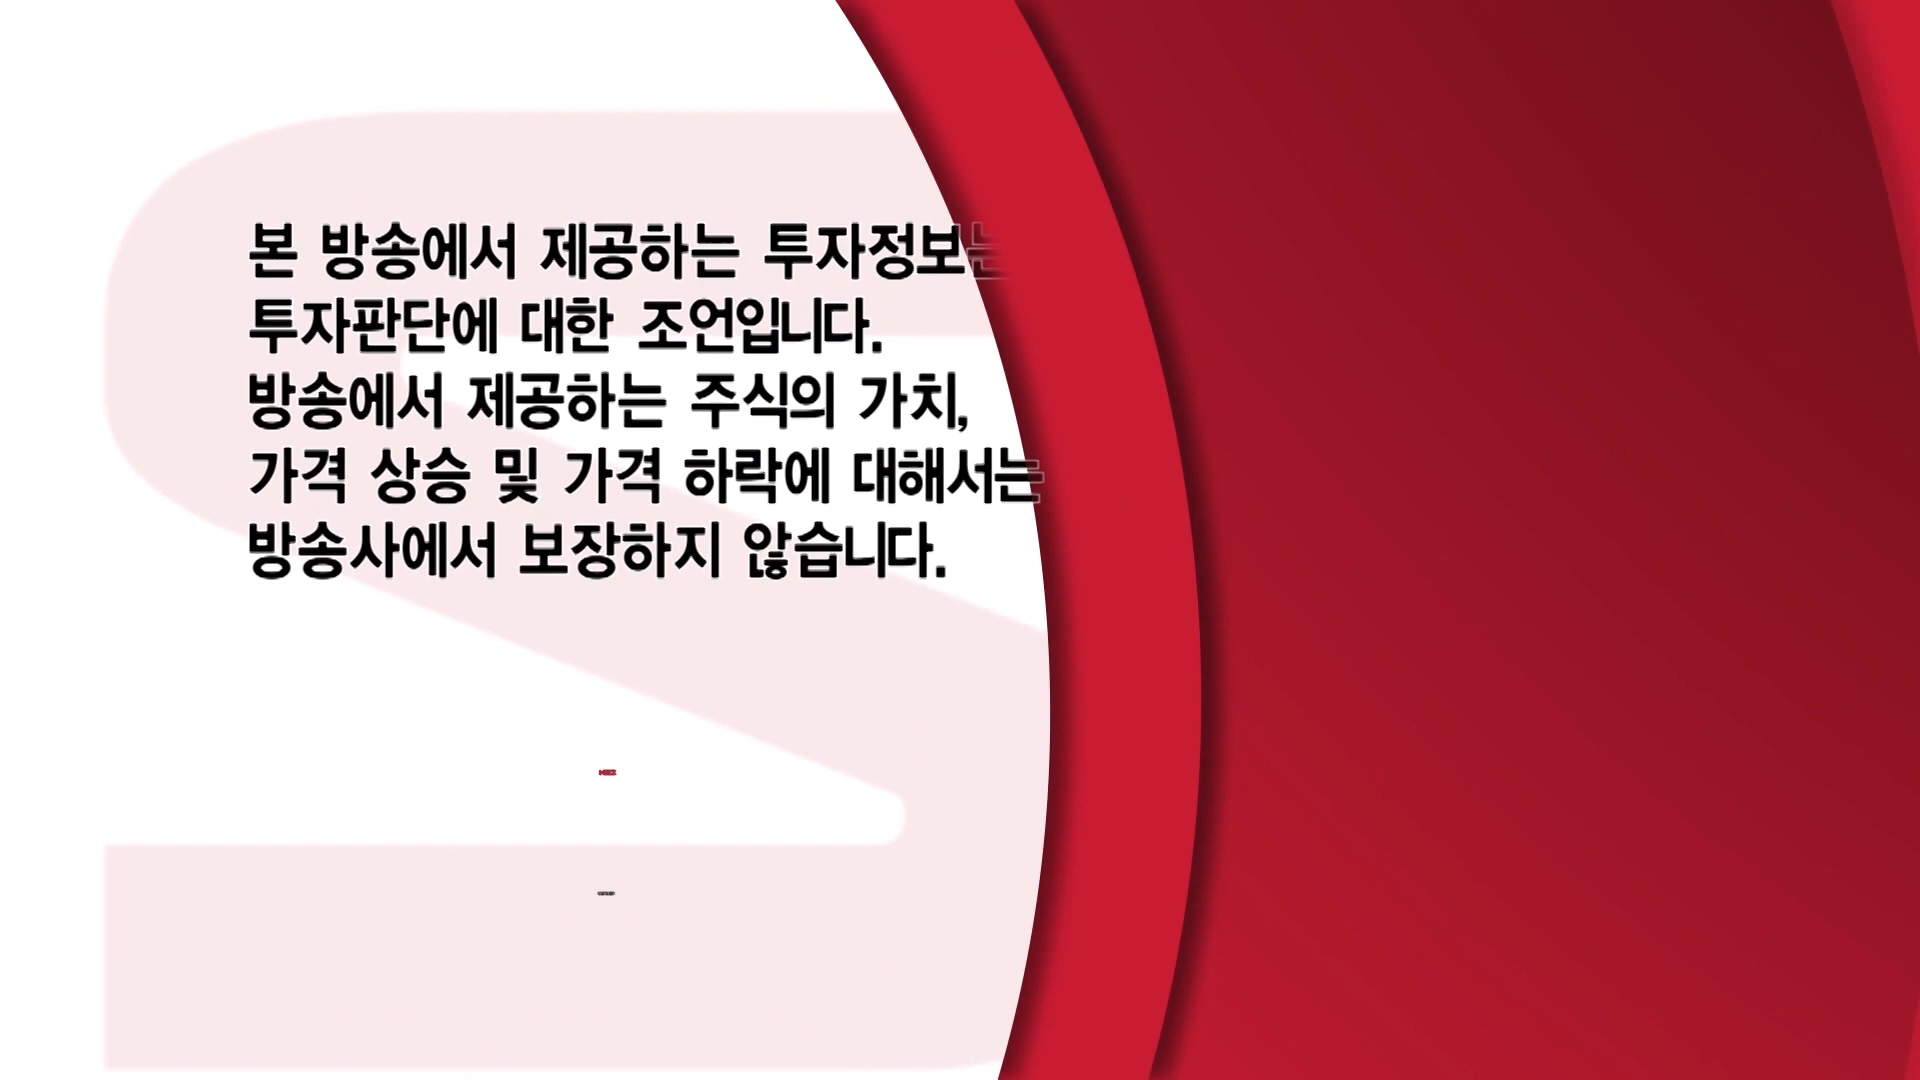 본 방송에서 제공하는 투자정보는
투자판단에 대한 조언입니다.
방송에서 제공하는 주식의 가치,
가격 상승 및 가격 하락에 대해서는
방송사에서 보장하지 않습니다.